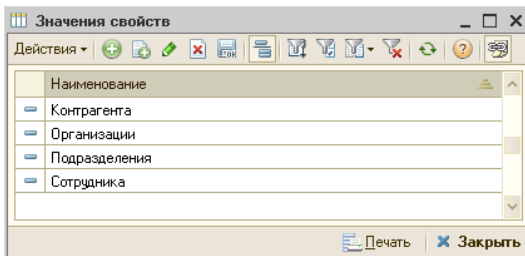 Значения свойств
Действия
Наименование
Контрагента
Организации
Подразделения
Сотрудника
Печать
Закрыть